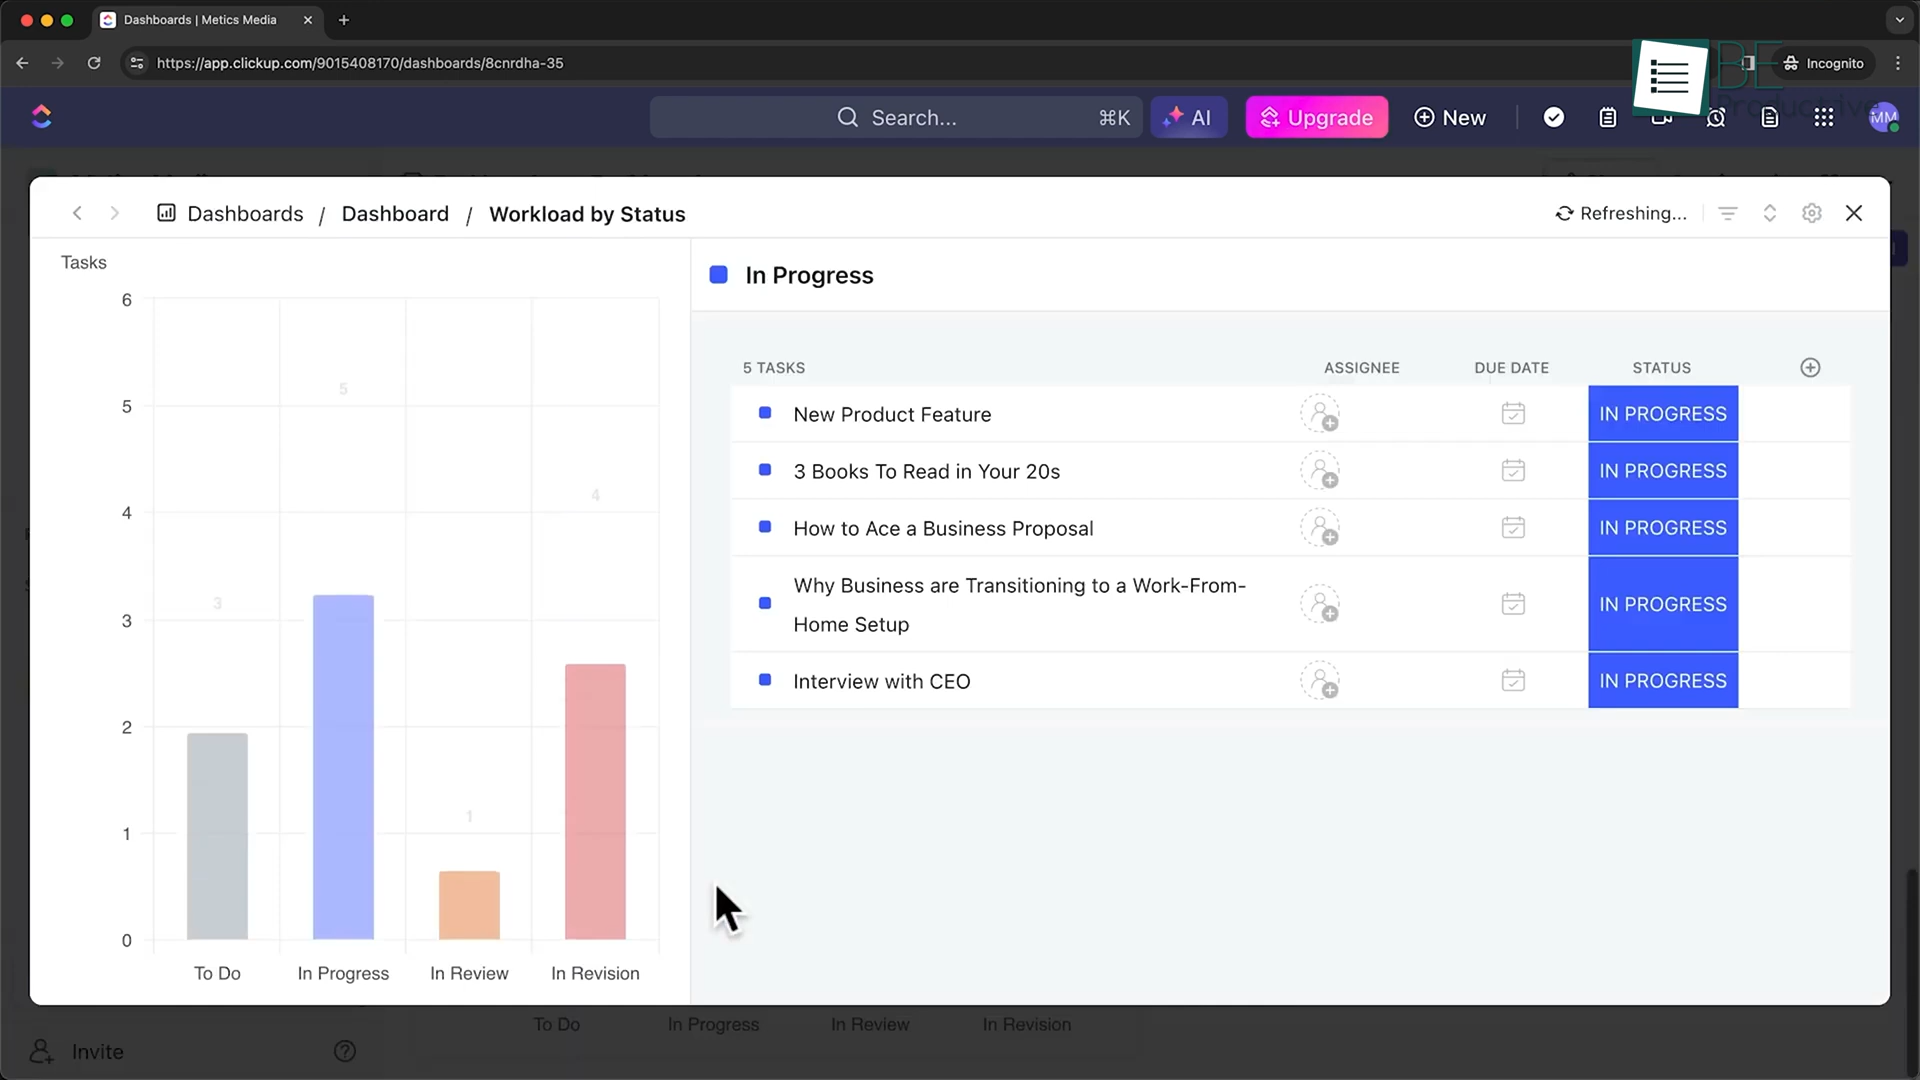 Dashboards | Metics Media
https://app.clickup.com/9015408170/dashboards/8cnrdha-35
Incognito
BE
Productive
Search...
⌘K
AI
Upgrade
New
MM
Dashboards / Dashboard / Workload by Status
Refreshing...
Tasks
6
5
4
3
2
1
0
3
5
1
4
To Do
In Progress
In Review
In Revision
In Progress
5 TASKS
ASSIGNEE
DUE DATE
STATUS
New Product Feature
IN PROGRESS
3 Books To Read in Your 20s
IN PROGRESS
How to Ace a Business Proposal
IN PROGRESS
Why Business are Transitioning to a Work-From-
Home Setup
IN PROGRESS
Interview with CEO
IN PROGRESS
To Do
In Progress
In Review
In Revision
Invite